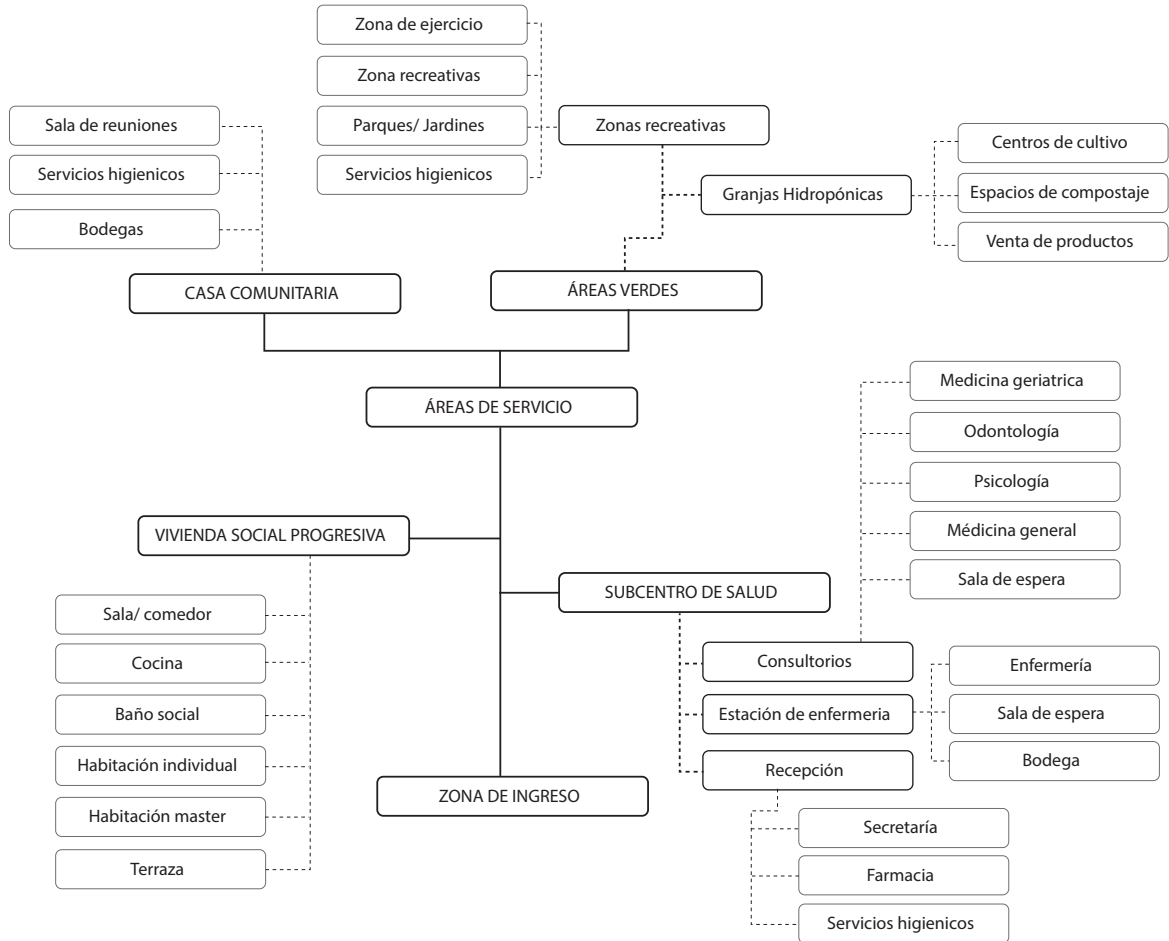 Zona de ejercicio
Zona recreativas
Parques/ Jardines
Servicios higienicos
Zonas recreativas
Sala de reuniones
Servicios higienicos
Bodegas
Granjas Hidropónicas
Centros de cultivo
Espacios de compostaje
Venta de productos
CASA COMUNITARIA
ÁREAS VERDES
ÁREAS DE SERVICIO
Medicina geriatrica
Odontología
Psicología
Médicina general
Sala de espera
VIVIENDA SOCIAL PROGRESIVA
SUBCENTRO DE SALUD
Sala/ comedor
Cocina
Baño social
Habitación individual
Habitación master
Terraza
Consultorios
Estación de enfermeria
Recepción
Enfermería
Sala de espera
Bodega
ZONA DE INGRESO
Secretaría
Farmacia
Servicios higienicos